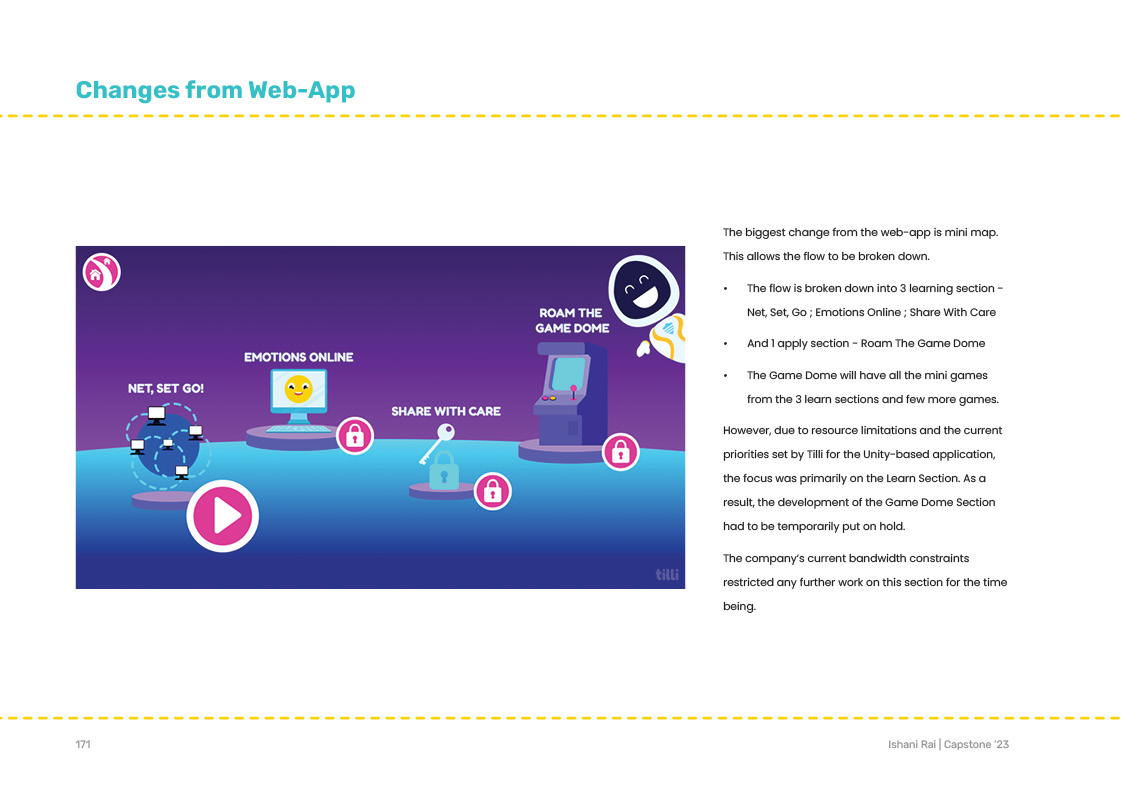 Changes from Web-App
ROAM THE
GAME DOME
EMOTIONS ONLINE
NET, SET GO!
SHARE WITH CARE
tilli
The biggest change from the web-app is mini map.
This allows the flow to be broken down.
• The flow is broken down into 3 learning section -
Net, Set, Go ; Emotions Online ; Share With Care
• And 1 apply section - Roam The Game Dome
• The Game Dome will have all the mini games
from the 3 learn sections and few more games.
However, due to resource limitations and the current
priorities set by Tilli for the Unity-based application,
the focus was primarily on the Learn Section. As a
result, the development of the Game Dome Section
had to be temporarily put on hold.
The company's current bandwidth constraints
restricted any further work on this section for the time
being.
171
Ishani Rai | Capstone '23